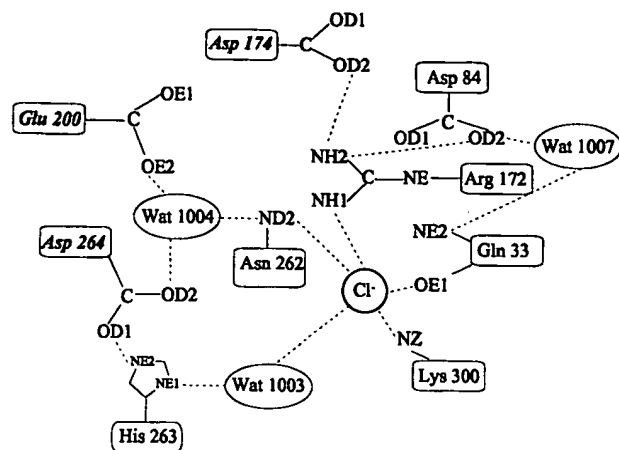 OD1
Asp 174
C
OD2
Asp 84
OE1
Glu 200
C
C
OD1
OD2
Wat 1007
OE2
NH2
C
NE
Arg 172
NH1
Wat 1004
ND2
NE2
Asp 264
Asn 262
Gln 33
C
OD2
Cl-
OE1
OD1
NZ
NE2
NE1
Wat 1003
Lys 300
His 263